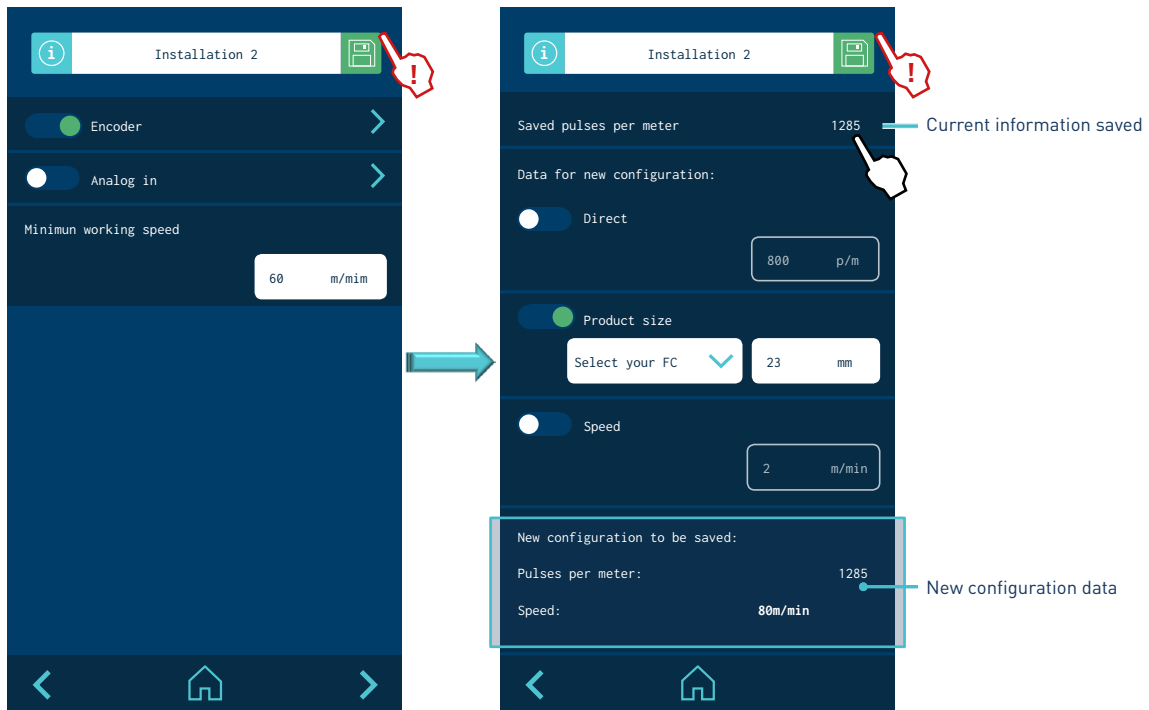 Installation 2
!
Encoder
Analog in
Minimun working speed
60 m/mim
Installation 2
!
Saved pulses per meter 1285
Current information saved
Data for new configuration:
Direct
800 p/m
Product size
Select your FC 23 mm
Speed
2 m/min
New configuration to be saved:
Pulses per meter: 1285
New configuration data
Speed: 80m/min